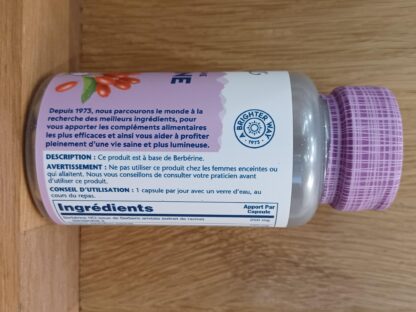 NE
Depuis 1973, nous parcourons le monde à la
recherche des meilleurs ingrédients, pour
vous apporter les compléments alimentaires
les plus efficaces et ainsi vous aider à profiter
pleinement d'une vie saine et plus lumineuse.
A BRIGHTER WAY
• 1973 •
DESCRIPTION : Ce produit est à base de Berbérine.
AVERTISSEMENT, IT : Ne pas utiliser ce produit chez les femmes enceintes ou
qui allaitent. Nous vous conseillons de consulter votre praticien avant
d'utiliser ce produit.
CONSEIL D'UTILISATION : 1 capsule par jour avec un verre d'eau, au
cours du repas.
Ingrédients
Apport Par
Capsule